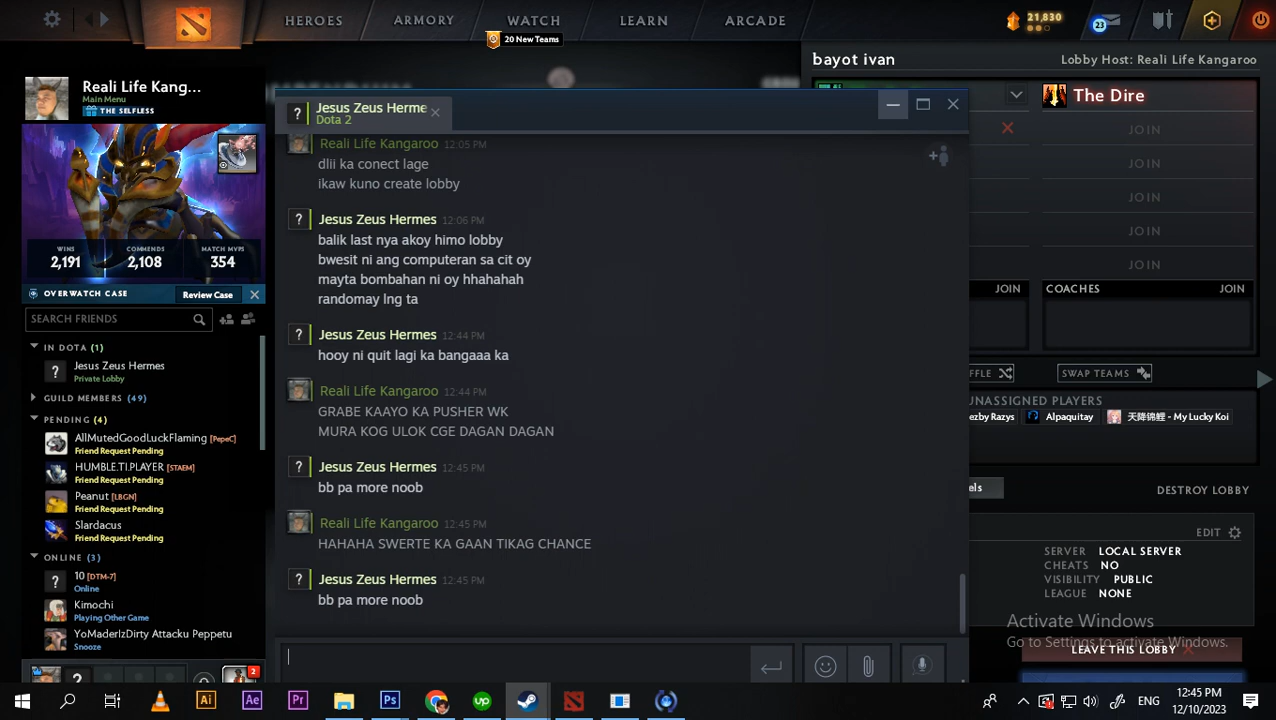 HEROES ARMORY WATCH LEARN ARCADE
20 New Teams
21,830
23
Reali Life Kang...
Main Menu
THE SELFLESS
WINS COMMENDS MATCH MVPS
2,191 2,108 354
OVERWATCH CASE Review Case
SEARCH FRIENDS
IN DOTA (1)
Jesus Zeus Hermes
Private Lobby
GUILD MEMBERS (49)
PENDING (4)
AllMutedGoodLuckFlaming [PepeC]
Friend Request Pending
HUMBLE.TI.PLAYER [STAEM]
Friend Request Pending
Peanut [LBGN]
Friend Request Pending
Slardacus
Friend Request Pending
ONLINE (3)
10 [DTM-7]
Online
Kimochi
Playing Other Game
YoMaderIzDirty Attacku Peppetu
Snooze
2
Jesus Zeus Herme
Dota 2
Reali Life Kangaroo 12:05 PM
dlii ka conect lage
ikaw kuno create lobby
Jesus Zeus Hermes 12:06 PM
balik last nya akoy himo lobby
bwesit ni ang computeran sa cit oy
mayta bombahan ni oy hhahahah
randomay lng ta
Jesus Zeus Hermes 12:44 PM
hooy ni quit lagi ka bangaaa ka
Reali Life Kangaroo 12:44 PM
GRABE KAAYO KA PUSHER WK
MURA KOG ULOK CGE DAGAN DAGAN
Jesus Zeus Hermes 12:45 PM
bb pa more noob
Reali Life Kangaroo 12:45 PM
HAHAHA SWERTE KA GAAN TIKAG CHANCE
Jesus Zeus Hermes 12:45 PM
bb pa more noob
bayot ivan Lobby Host: Reali Life Kangaroo
The Dire
JOIN
JOIN
JOIN
JOIN
JOIN
JOIN COACHES JOIN
FFLE SWAP TEAMS
UNASSIGNED PLAYERS
ezby Razys Alpaquitay 天降锦鲤 - My Lucky Koi
els DESTROY LOBBY
EDIT
SERVER LOCAL SERVER
CHEATS NO
VISIBILITY PUBLIC
LEAGUE NONE
Activate Windows
Go to Settings to activate Windows.
LEAVE THIS LOBBY
Ai Ae Pr Ps up
ENG
12:45 PM
12/10/2023